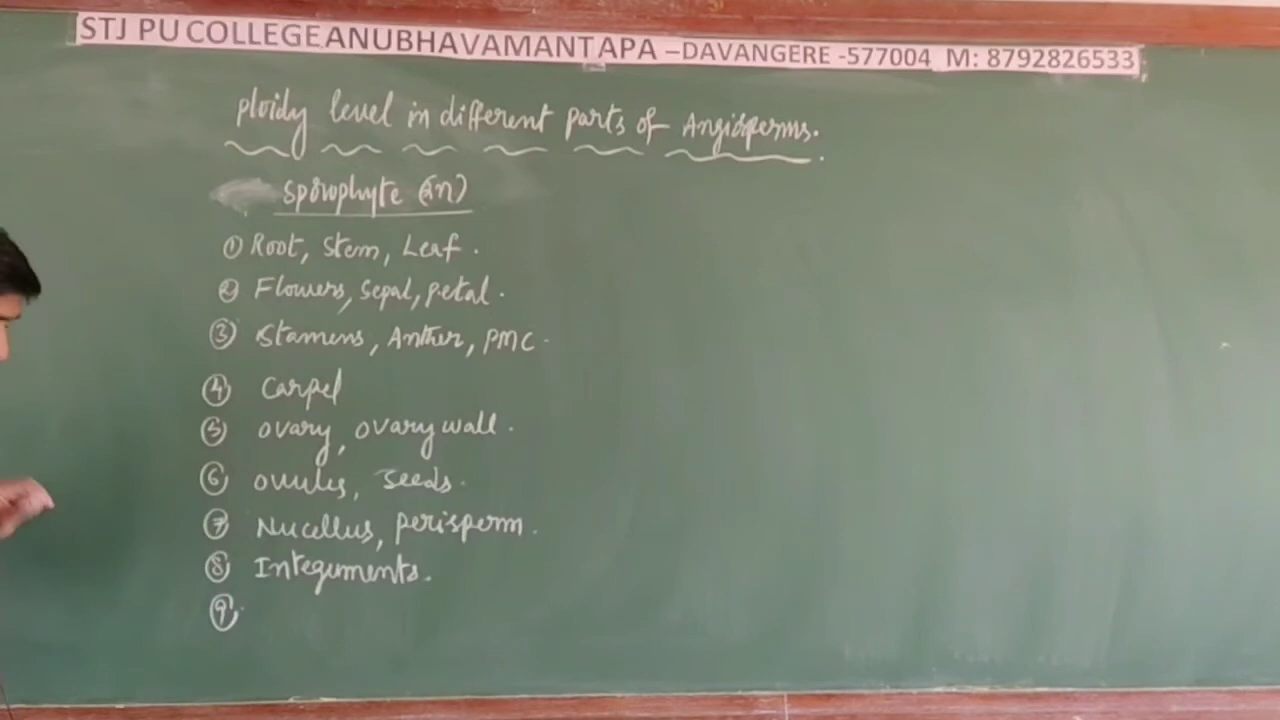 STJ PU COLLEGE ANUBHAVAMANTAPA – DAVANGERE -577004 M: 8792826533
ploidy level in different parts of Angiosperms.
Sporophyte (2n)
① Root, Stem, Leaf.
② Flowers, Sepal, petal.
③ Stamens, Anther, PMC.
④ Carpel
⑤ ovary, ovary wall.
⑥ ovules, seeds.
⑦ Nucellus, perisperm.
⑧ Integuments.
⑨